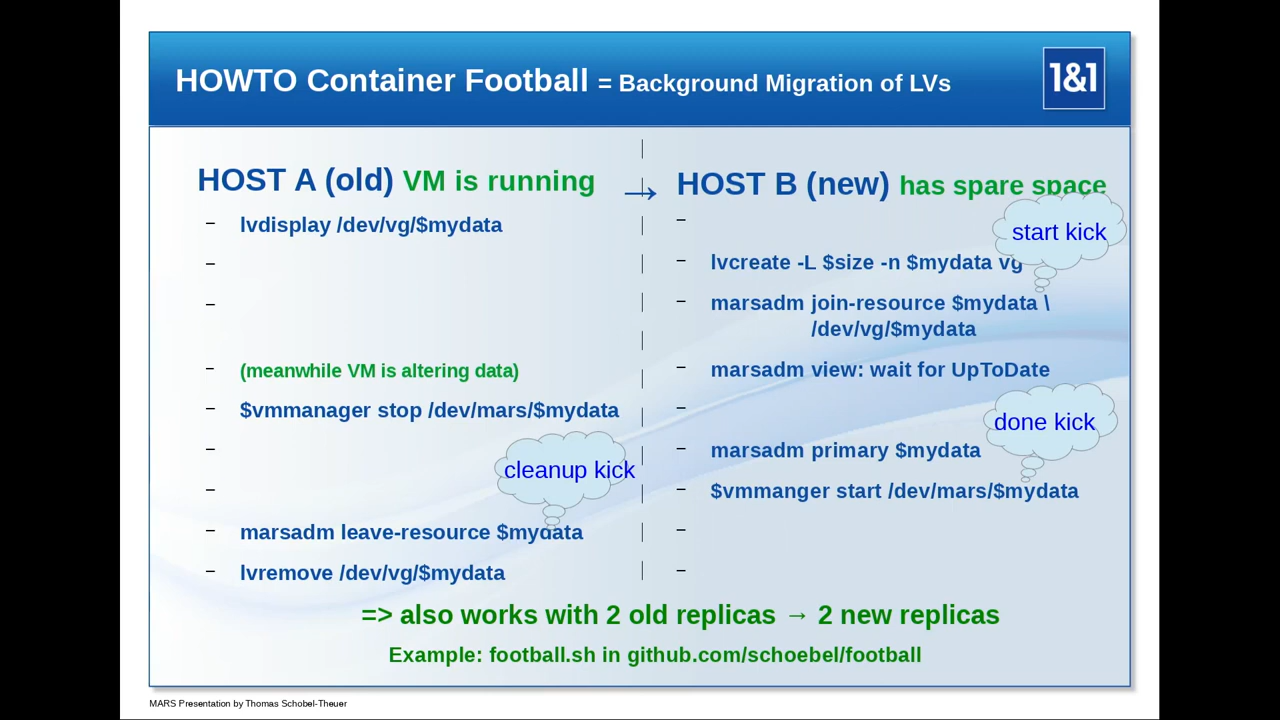 HOWTO Container Football = Background Migration of LVs
1&1
HOST A (old) VM is running
→ HOST B (new) has spare space
– lvdisplay /dev/vg/$mydata
–
–
– (meanwhile VM is altering data)
– $vmmanager stop /dev/mars/$mydata
–
–
– marsadm leave-resource $mydata
– lvremove /dev/vg/$mydata
cleanup kick
–
start kick
– lvcreate -L $size -n $mydata vg
– marsadm join-resource $mydata \
/dev/vg/$mydata
– marsadm view: wait for UpToDate
–
done kick
– marsadm primary $mydata
– $vmmanger start /dev/mars/$mydata
–
–
=> also works with 2 old replicas → 2 new replicas
Example: football.sh in github.com/schoebel/football
MARS Presentation by Thomas Schobel-Theuer